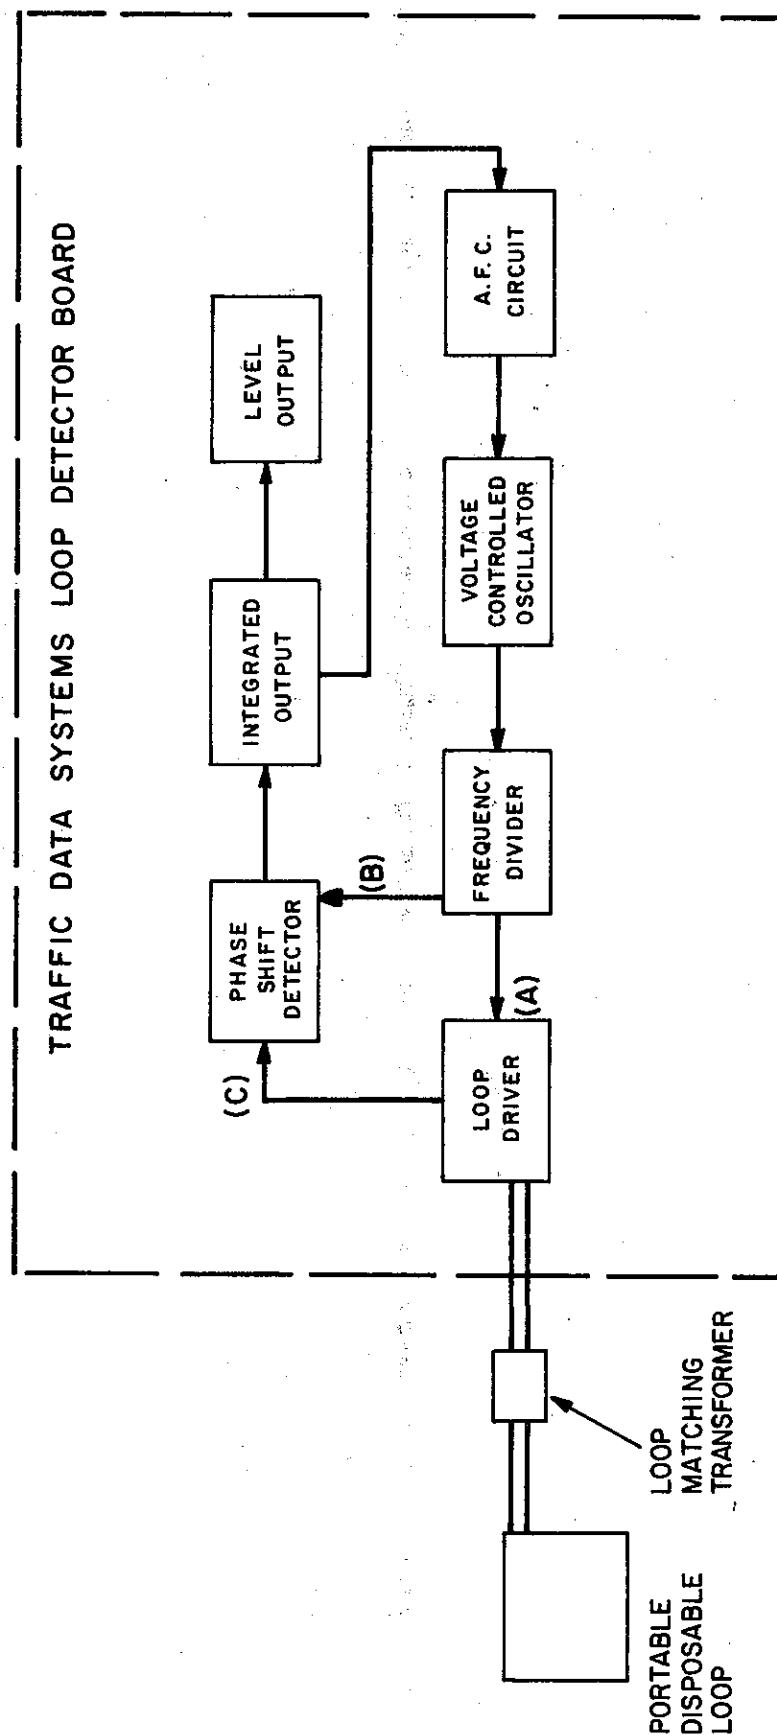 TRAFFIC DATA SYSTEMS LOOP DETECTOR BOARD
PHASE
SHIFT
DETECTOR
INTEGRATED
OUTPUT
LEVEL
OUTPUT
(C)
(B)
LOOP
DRIVER
(A)
FREQUENCY
DIVIDER
VOLTAGE
CONTROLLED
OSCILLATOR
A.F.C.
CIRCUIT
PORTABLE
DISPOSABLE
LOOP
LOOP
MATCHING
TRANSFORMER